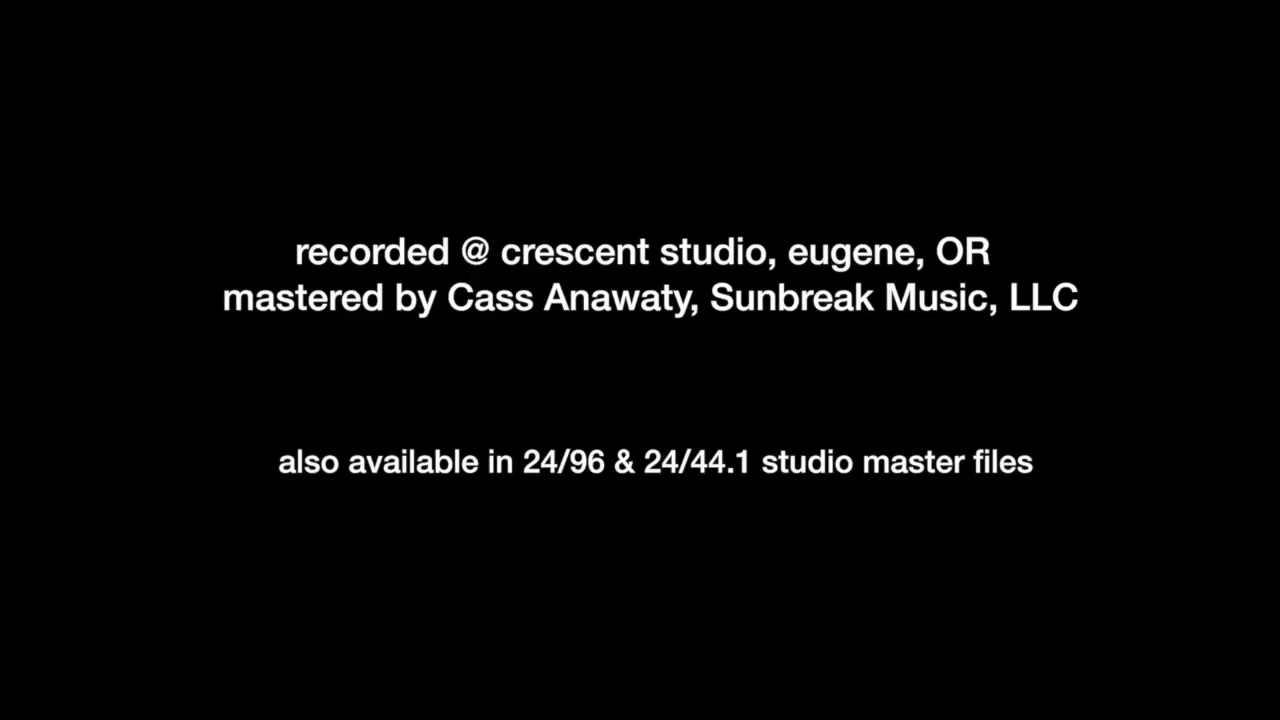 recorded @ crescent studio, eugene, OR
mastered by Cass Anawaty, Sunbreak Music, LLC
also available in 24/96 & 24/44.1 studio master files